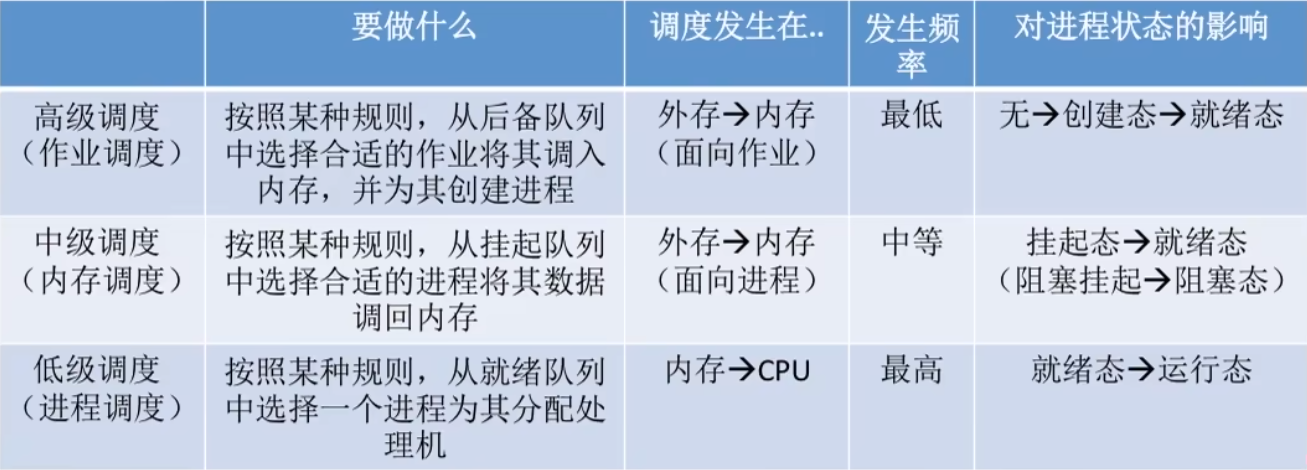 要做什么
调度发生在..
发生频
率
对进程状态的影响
高级调度
（作业调度）
按照某种规则，从后备队列
中选择合适的作业将其调入
内存，并为其创建进程
外存→内存
（面向作业）
最低
无→创建态→就绪态
中级调度
（内存调度）
按照某种规则，从挂起队列
中选择合适的进程将其数据
调回内存
外存→内存
（面向进程）
中等
挂起态→就绪态
（阻塞挂起→阻塞态）
低级调度
（进程调度）
按照某种规则，从就绪队列
中选择一个进程为其分配处
理机
内存→CPU
最高
就绪态→运行态